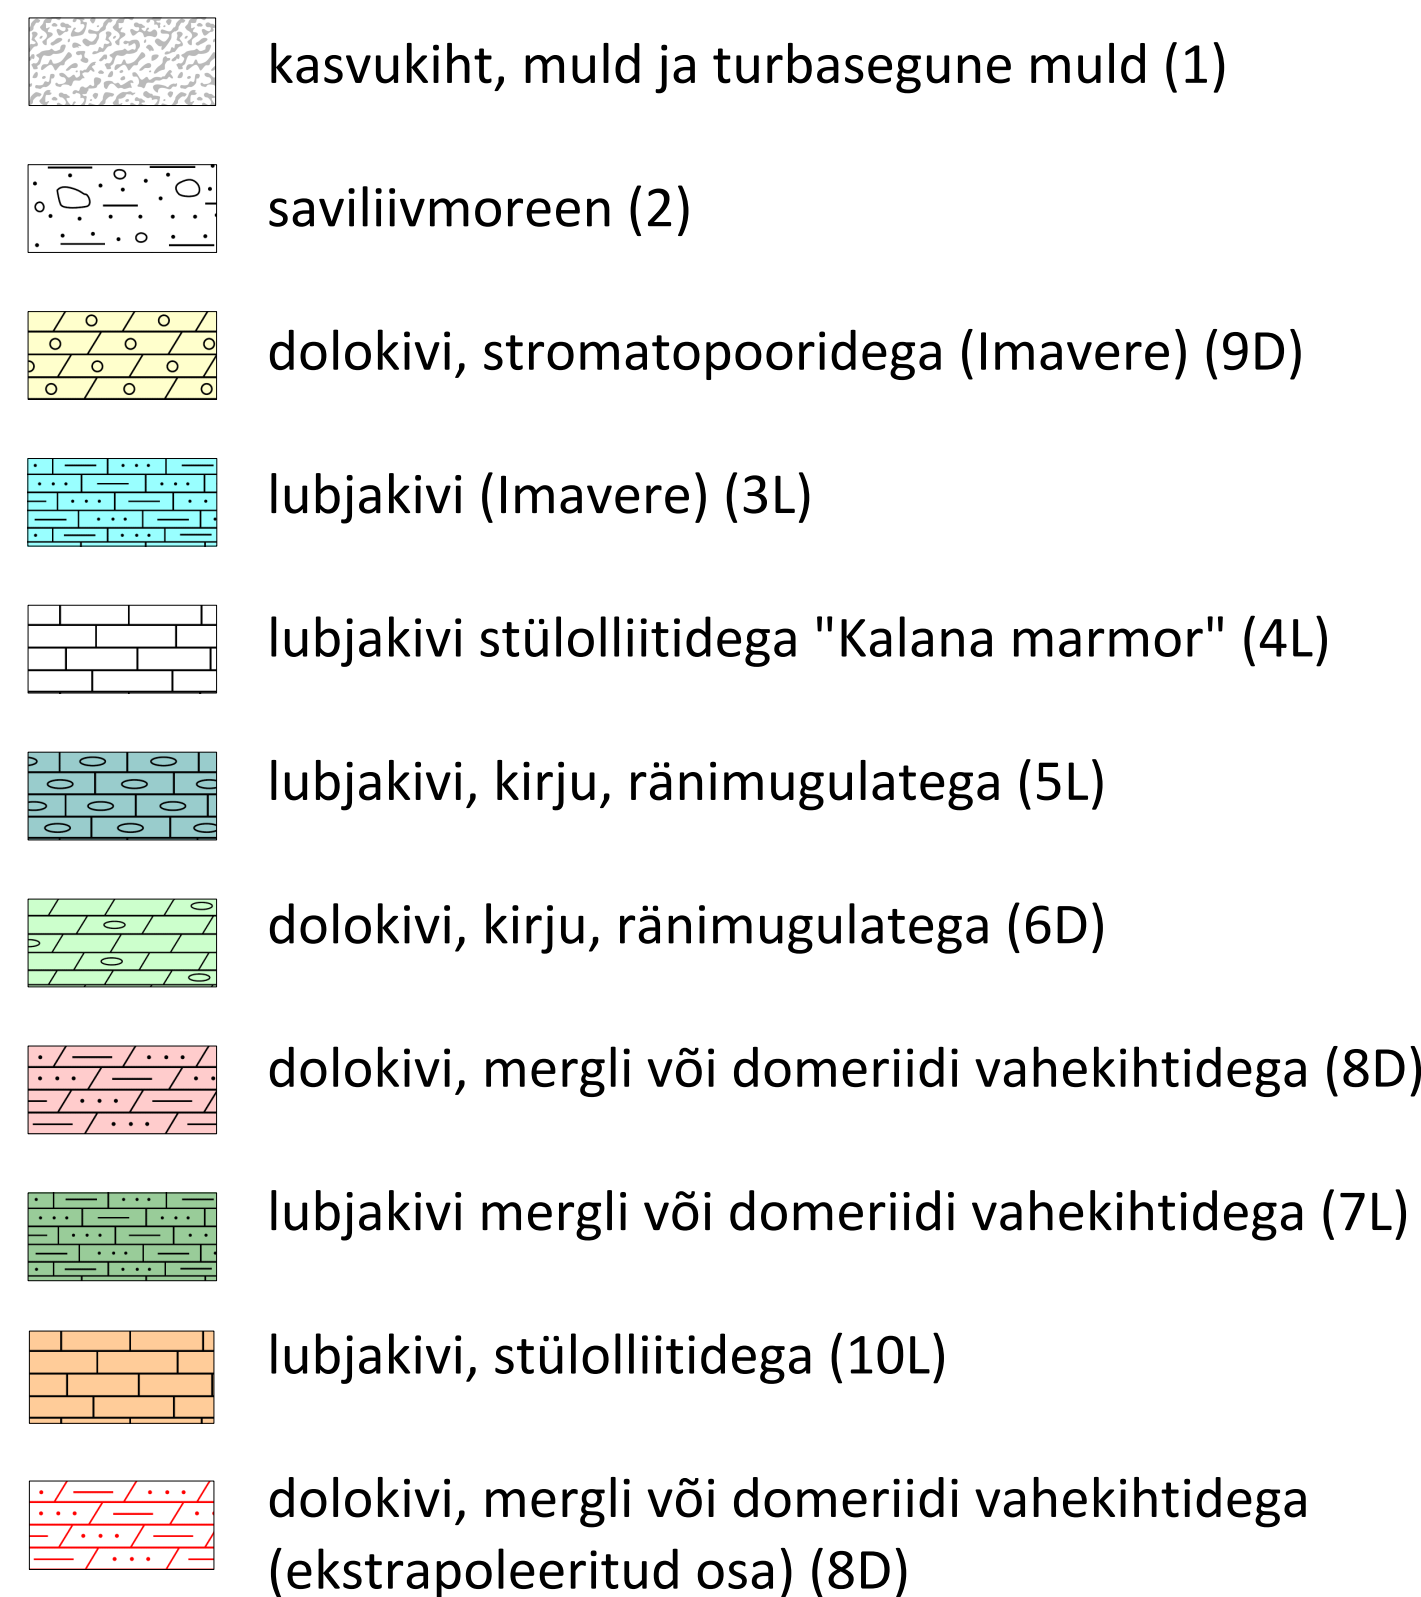 kasvukiht, muld ja turbasegune muld (1)
saviliivmoreen (2)
dolokivi, stromatopooridega (Imavere) (9D)
lubjakivi (Imavere) (3L)
lubjakivi stülolliitidega "Kalana marmor" (4L)
lubjakivi, kirju, ränimugulatega (5L)
dolokivi, kirju, ränimugulatega (6D)
dolokivi, mergli või domeriidi vahekihtidega (8D)
lubjakivi mergli või domeriidi vahekihtidega (7L)
lubjakivi, stülolliitidega (10L)
dolokivi, mergli või domeriidi vahekihtidega
(ekstrapoleeritud osa) (8D)